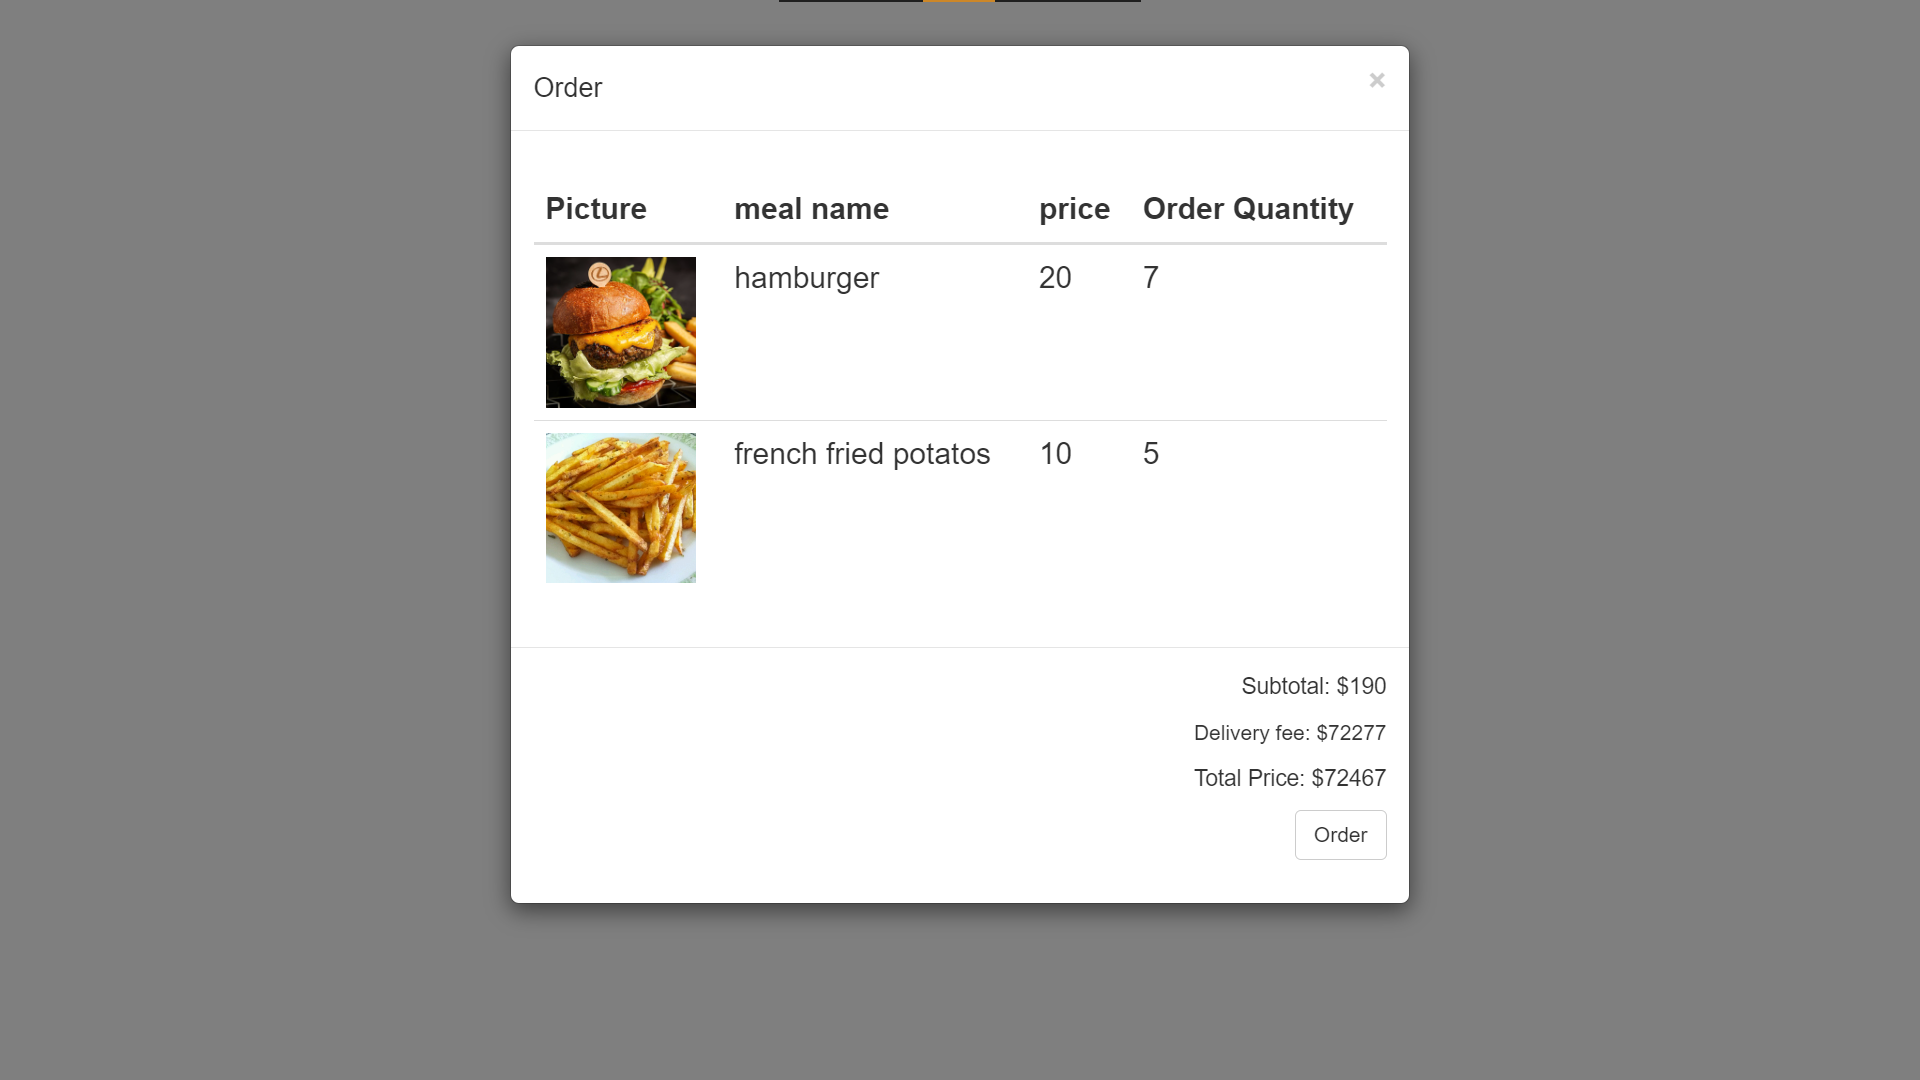 Order ×
Picture meal name price Order Quantity
hamburger 20 7
french fried potatos 10 5
Subtotal: $190
Delivery fee: $72277
Total Price: $72467
Order